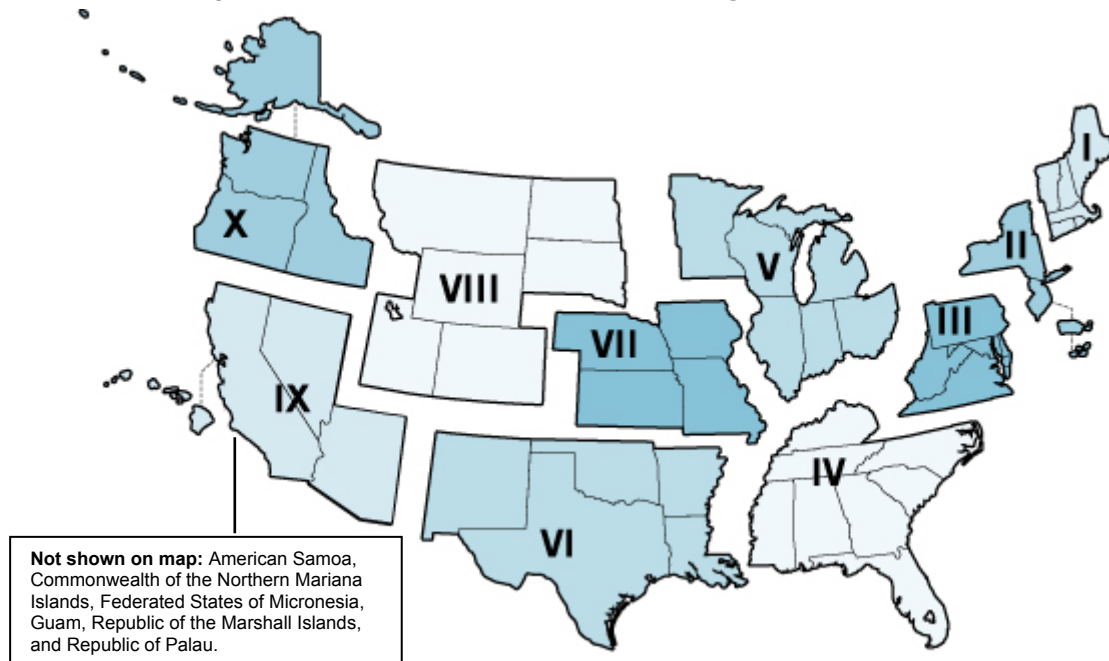 I
II
X
V
VIII
III
VII
IX
IV
VI
Not shown on map: American Samoa,
Commonwealth of the Northern Mariana
Islands, Federated States of Micronesia,
Guam, Republic of the Marshall Islands,
and Republic of Palau.